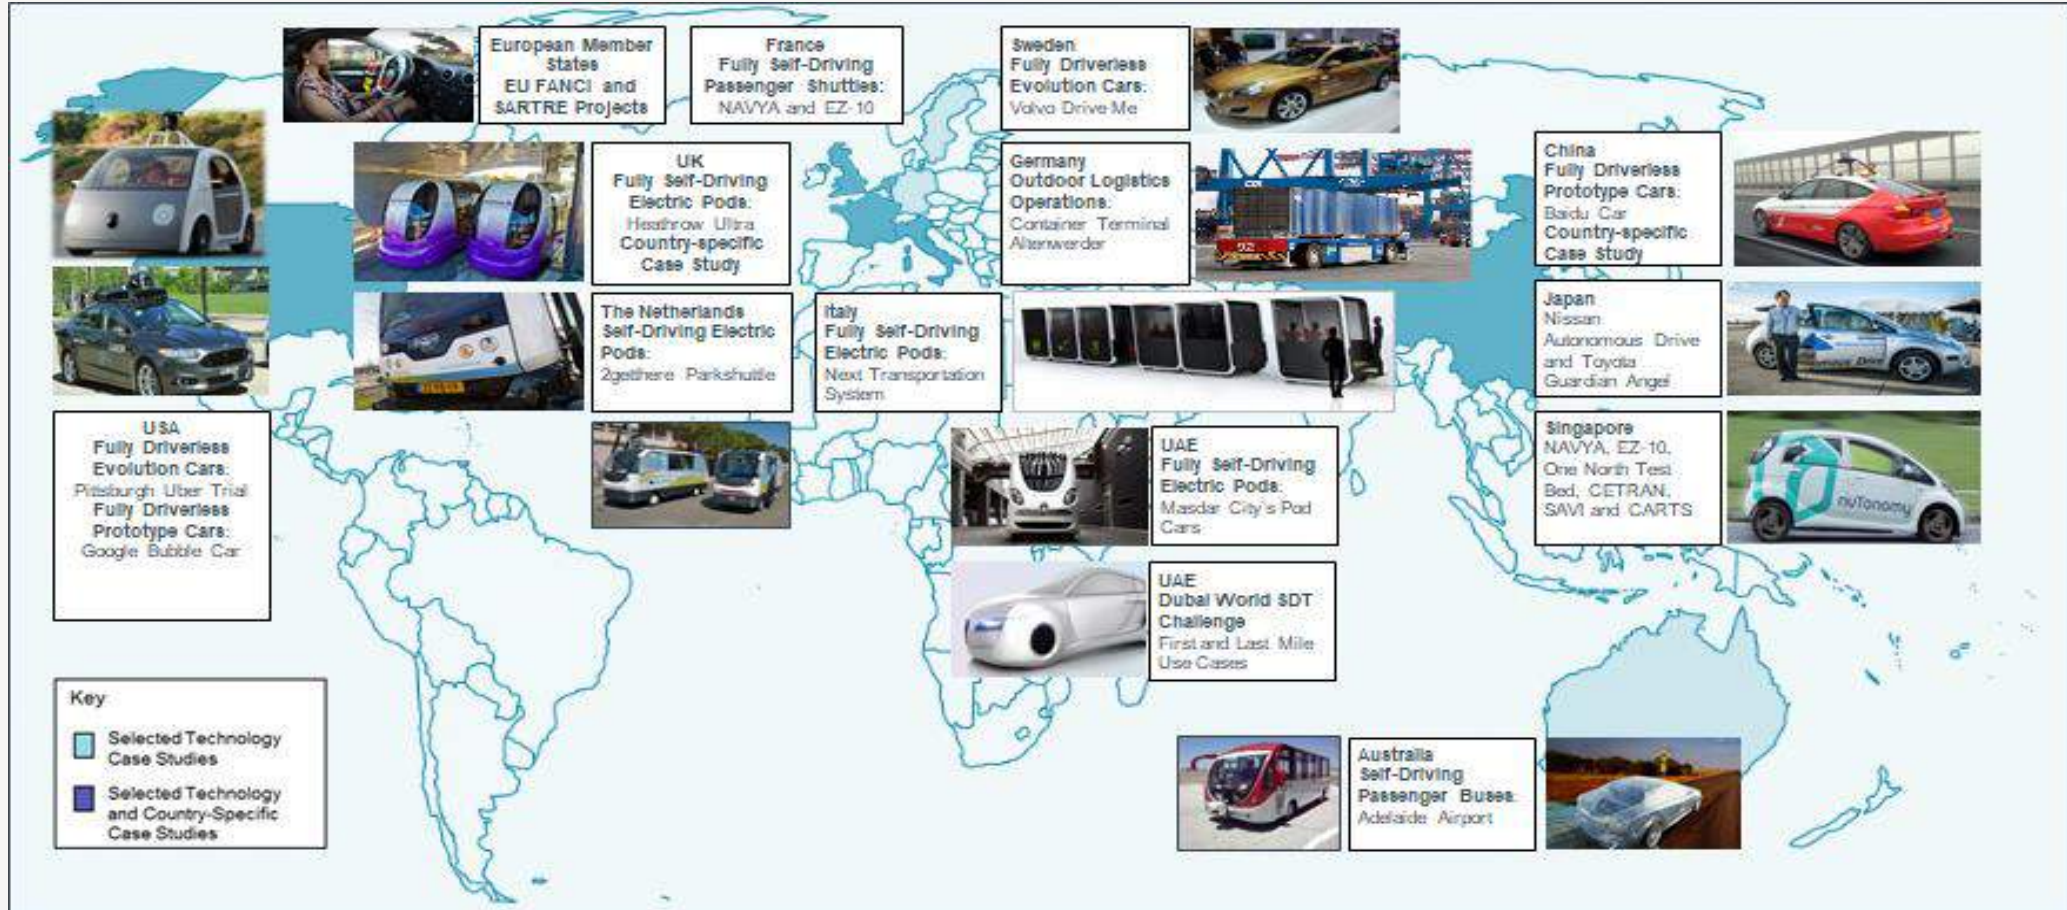 European Member
States
EU FANCI and
SARTRE Projects
France
Fully Self-Driving
Passenger Shuttles:
NAVYA and EZ-10
Sweden
Fully Driverless
Evolution Cars:
Volvo Drive Me
UK
Fully Self-Driving
Electric Pods:
Heathrow Ultra
Country-specific
Case Study
Germany
Outdoor Logistics
Operations:
Container Terminal
Altenwerder
China
Fully Driverless
Prototype Cars:
Baidu Car
Country-specific
Case Study
The Netherlands
Self-Driving Electric
Pods:
2getthere Parkshuttle
Italy
Fully Self-Driving
Electric Pods:
Next Transportation
System
Japan
Nissan
Autonomous Drive
and Toyota
Guardian Angel
USA
Fully Driverless
Evolution Cars:
Pittsburgh Uber Trial
Fully Driverless
Prototype Cars:
Google Bubble Car
UAE
Fully Self-Driving
Electric Pods:
Masdar City's Pod
Cars
Singapore
NAVYA, EZ-10,
One North Test
Bed, CETRAN,
SAVI and CARTS
nuTonomy
UAE
Dubai World SDT
Challenge
First and Last Mile
Use Cases
Key
Selected Technology
Case Studies
Selected Technology
and Country-Specific
Case Studies
Australia
Self-Driving
Passenger Buses:
Adelaide Airport